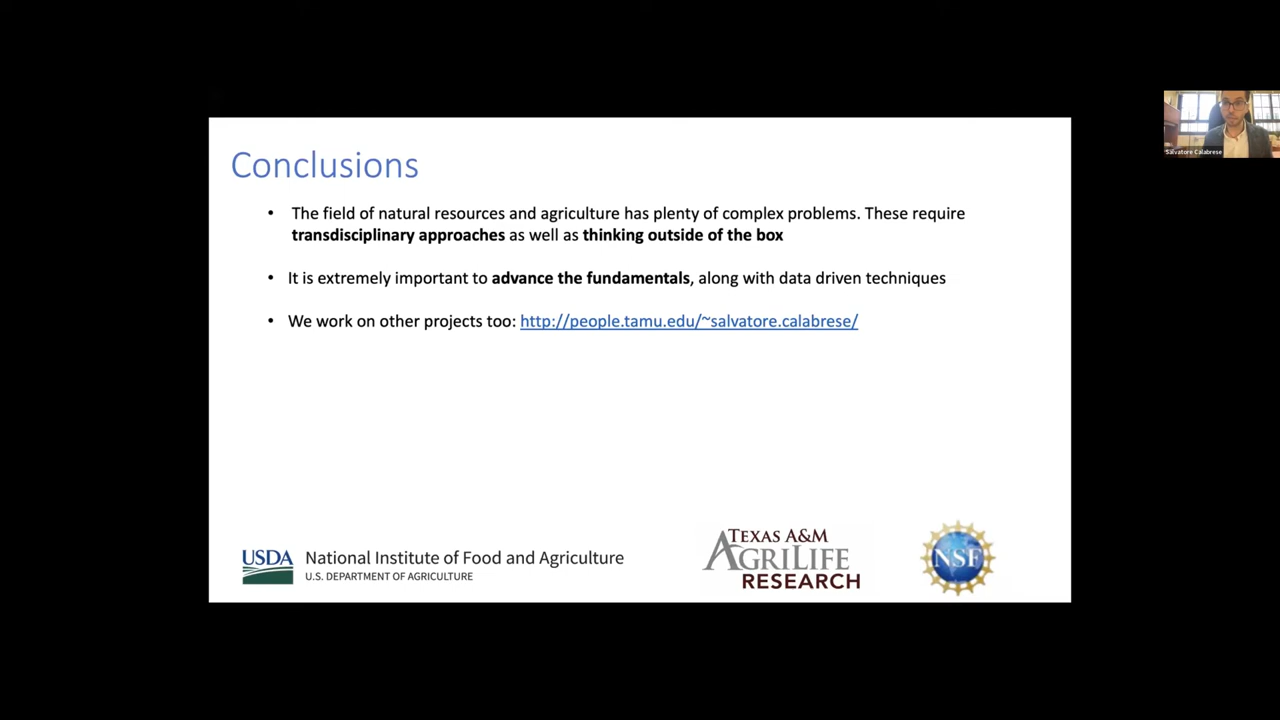 Conclusions
• The field of natural resources and agriculture has plenty of complex problems. These require
transdisciplinary approaches as well as thinking outside of the box
• It is extremely important to advance the fundamentals, along with data driven techniques
• We work on other projects too: http://people.tamu.edu/~salvatore.calabrese/
USDA
National Institute of Food and Agriculture
U.S. DEPARTMENT OF AGRICULTURE
TEXAS A&M
AGRILIFE
RESEARCH
NSF
Salvatore Calabrese